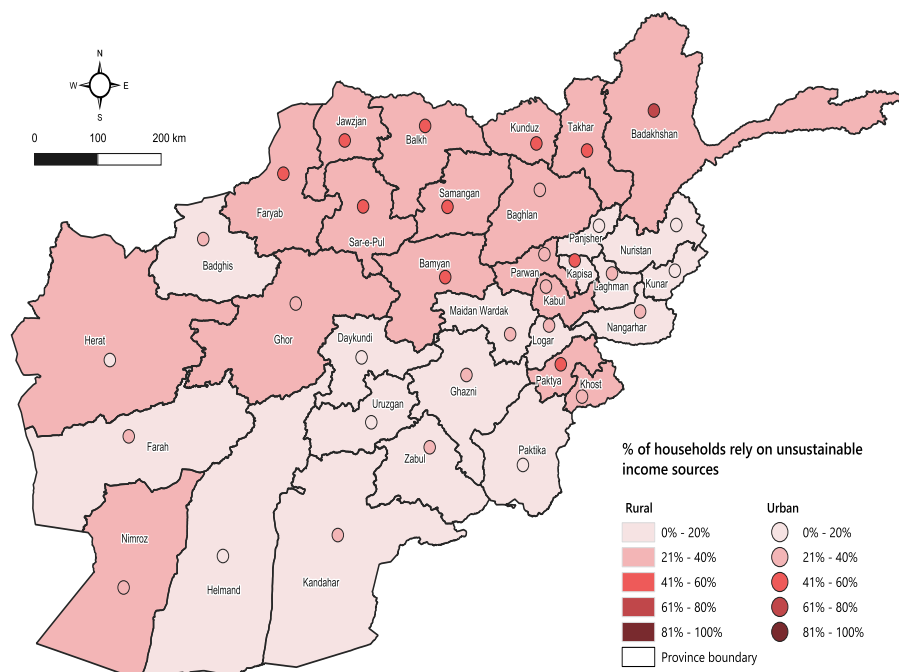 N
W E
S
0 100 200 km
Jawzjan
Balkh
Kunduz
Takhar
Badakhshan
Faryab
Sar-e-Pul
Samangan
Baghlan
Badghis
Panjsher
Nuristan
Bamyan
Parwan
Kapisa
Laghman
Kunar
Kabul
Maidan Wardak
Nangarhar
Herat
Ghor
Daykundi
Logar
Ghazni
Paktya
Khost
Uruzgan
Farah
Zabul
Paktika
Nimroz
Helmand
Kandahar
% of households rely on unsustainable
income sources
Rural
0% - 20%
21% - 40%
41% - 60%
61% - 80%
81% - 100%
Province boundary
Urban
0% - 20%
21% - 40%
41% - 60%
61% - 80%
81% - 100%